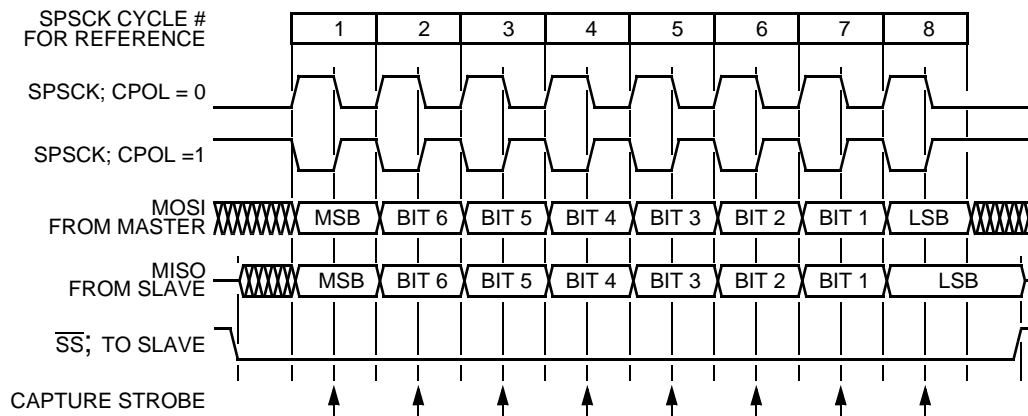 SPSCK CYCLE #
FOR REFERENCE
1 2 3 4 5 6 7 8
SPSCK; CPOL = 0
SPSCK; CPOL =1
MOSI
FROM MASTER
MSB BIT 6 BIT 5 BIT 4 BIT 3 BIT 2 BIT 1 LSB
MISO
FROM SLAVE
MSB BIT 6 BIT 5 BIT 4 BIT 3 BIT 2 BIT 1 LSB
SS; TO SLAVE
CAPTURE STROBE